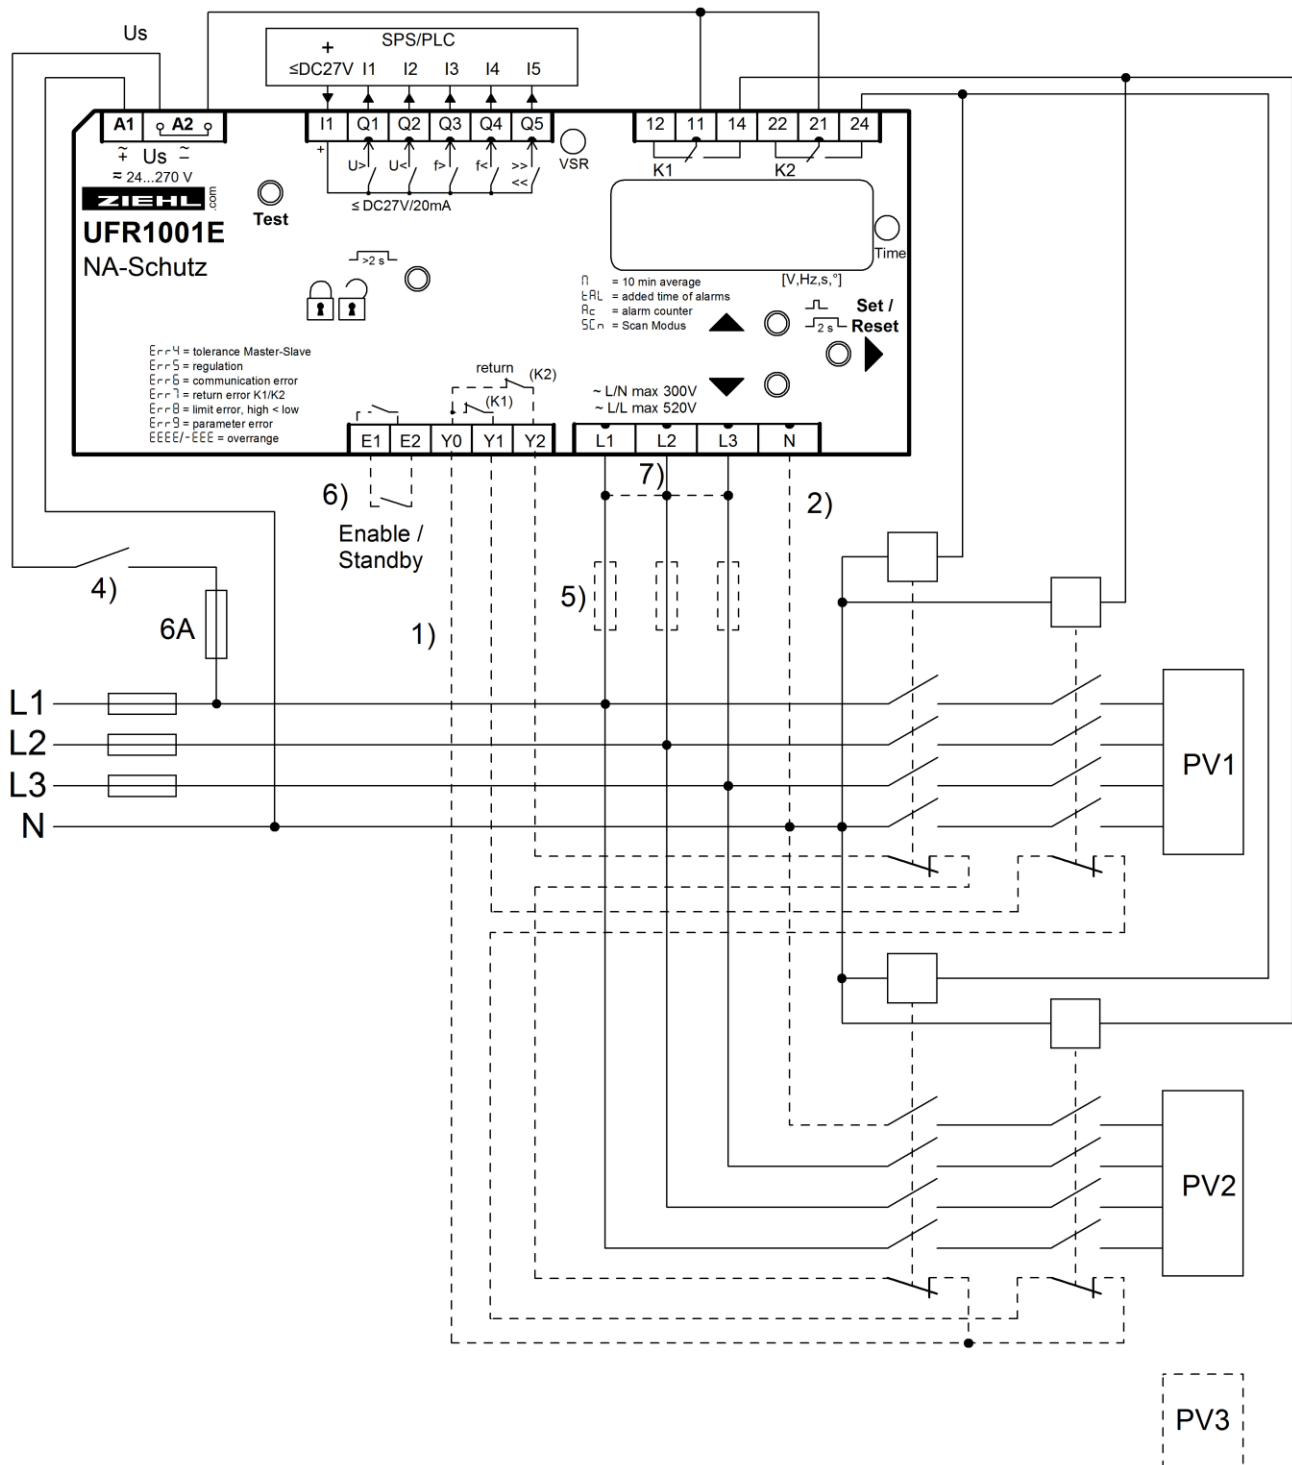 Us
SPS/PLC
+
≤DC27V I1 I2 I3 I4 I5
A1 A2 I1 Q1 Q2 Q3 Q4 Q5 12 11 14 22 21 24
~ + Us ~ −
≂ 24...270 V
+ U> U< f> f< >> <<
VSR
K1 K2
≤ DC27V/20mA
ZIEHL .com
Test
UFR1001E
NA-Schutz
Time
>2 s
[V,Hz,s,°]
n = 10 min average
tAL = added time of alarms
Ac = alarm counter
SCn = Scan Modus
Set /
Reset
2 s
Err4 = tolerance Master-Slave
Err5 = regulation
Err6 = communication error
Err7 = return error K1/K2
Err8 = limit error, high < low
Err9 = parameter error
EEEE/-EEE = overrange
return (K2)
(K1)
~ L/N max 300V
~ L/L max 520V
E1 E2 Y0 Y1 Y2 L1 L2 L3 N
6) 7) 2)
Enable /
Standby
4) 5)
6A
1)
L1
L2
L3
N
PV1
PV2
PV3